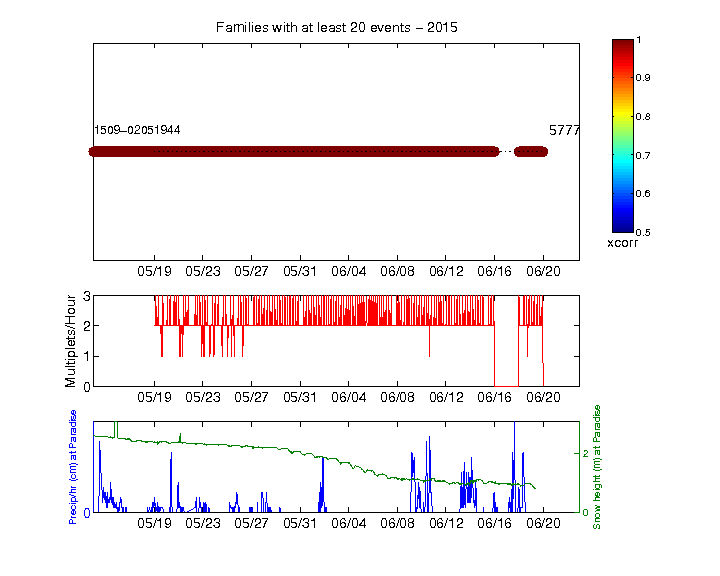 Families with at least 20 events − 2015
1509−02051944
5777
1
0.9
0.8
0.7
0.6
0.5
xcorr
05/19 05/23 05/27 05/31 06/04 06/08 06/12 06/16 06/20
Multiplets/Hour
3
2
1
0
05/19 05/23 05/27 05/31 06/04 06/08 06/12 06/16 06/20
Precip/hr (cm) at Paradise
0
2
0
Snow height (m) at Paradise
05/19 05/23 05/27 05/31 06/04 06/08 06/12 06/16 06/20